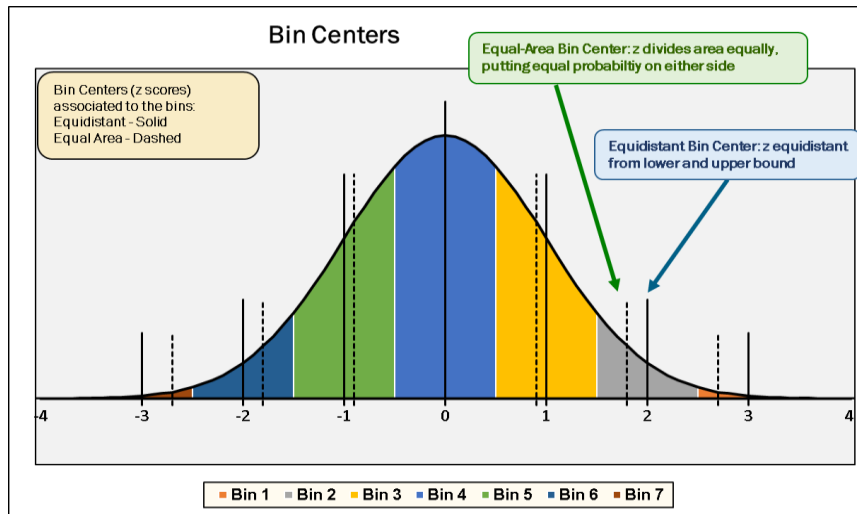 Bin Centers
Equal-Area Bin Center: z divides area equally,
putting equal probabiltiy on either side
Bin Centers (z scores)
associated to the bins:
Equidistant - Solid
Equal Area - Dashed
Equidistant Bin Center: z equidistant
from lower and upper bound
-4 -3 -2 -1 0 1 2 3 4
Bin 1 Bin 2 Bin 3 Bin 4 Bin 5 Bin 6 Bin 7